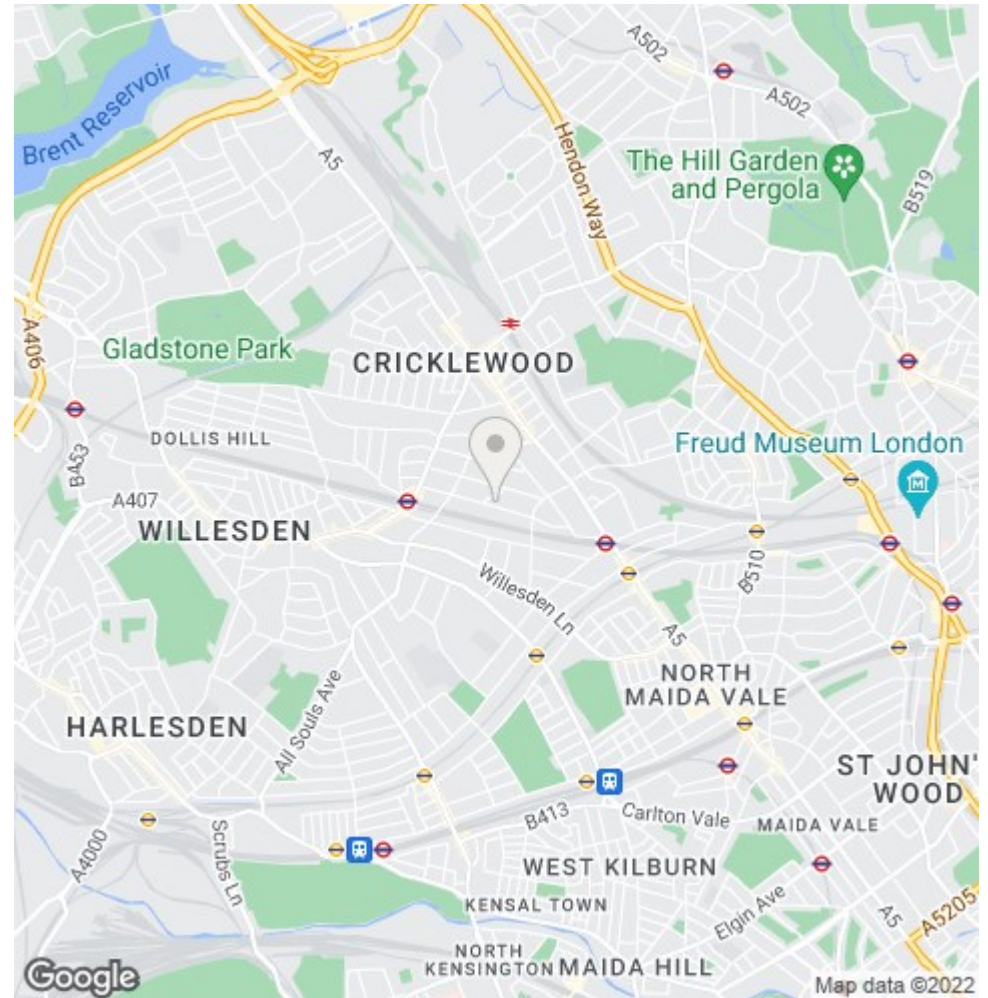 A502
A502
Brent Reservoir
A5
Hendon Way
The Hill Garden
and Pergola
B519
A406
Gladstone Park
CRICKLEWOOD
DOLLIS HILL
B453
Freud Museum London
M
A407
WILLESDEN
B510
Willesden Ln
A5
NORTH
MAIDA VALE
All Souls Ave
HARLESDEN
ST JOHN'
WOOD
B413
Carlton Vale
MAIDA VALE
A4000
Scrubs Ln
WEST KILBURN
KENSAL TOWN
Elgin Ave
A5
A5205
NORTH
KENSINGTON
MAIDA HILL
Google
Map data ©2022